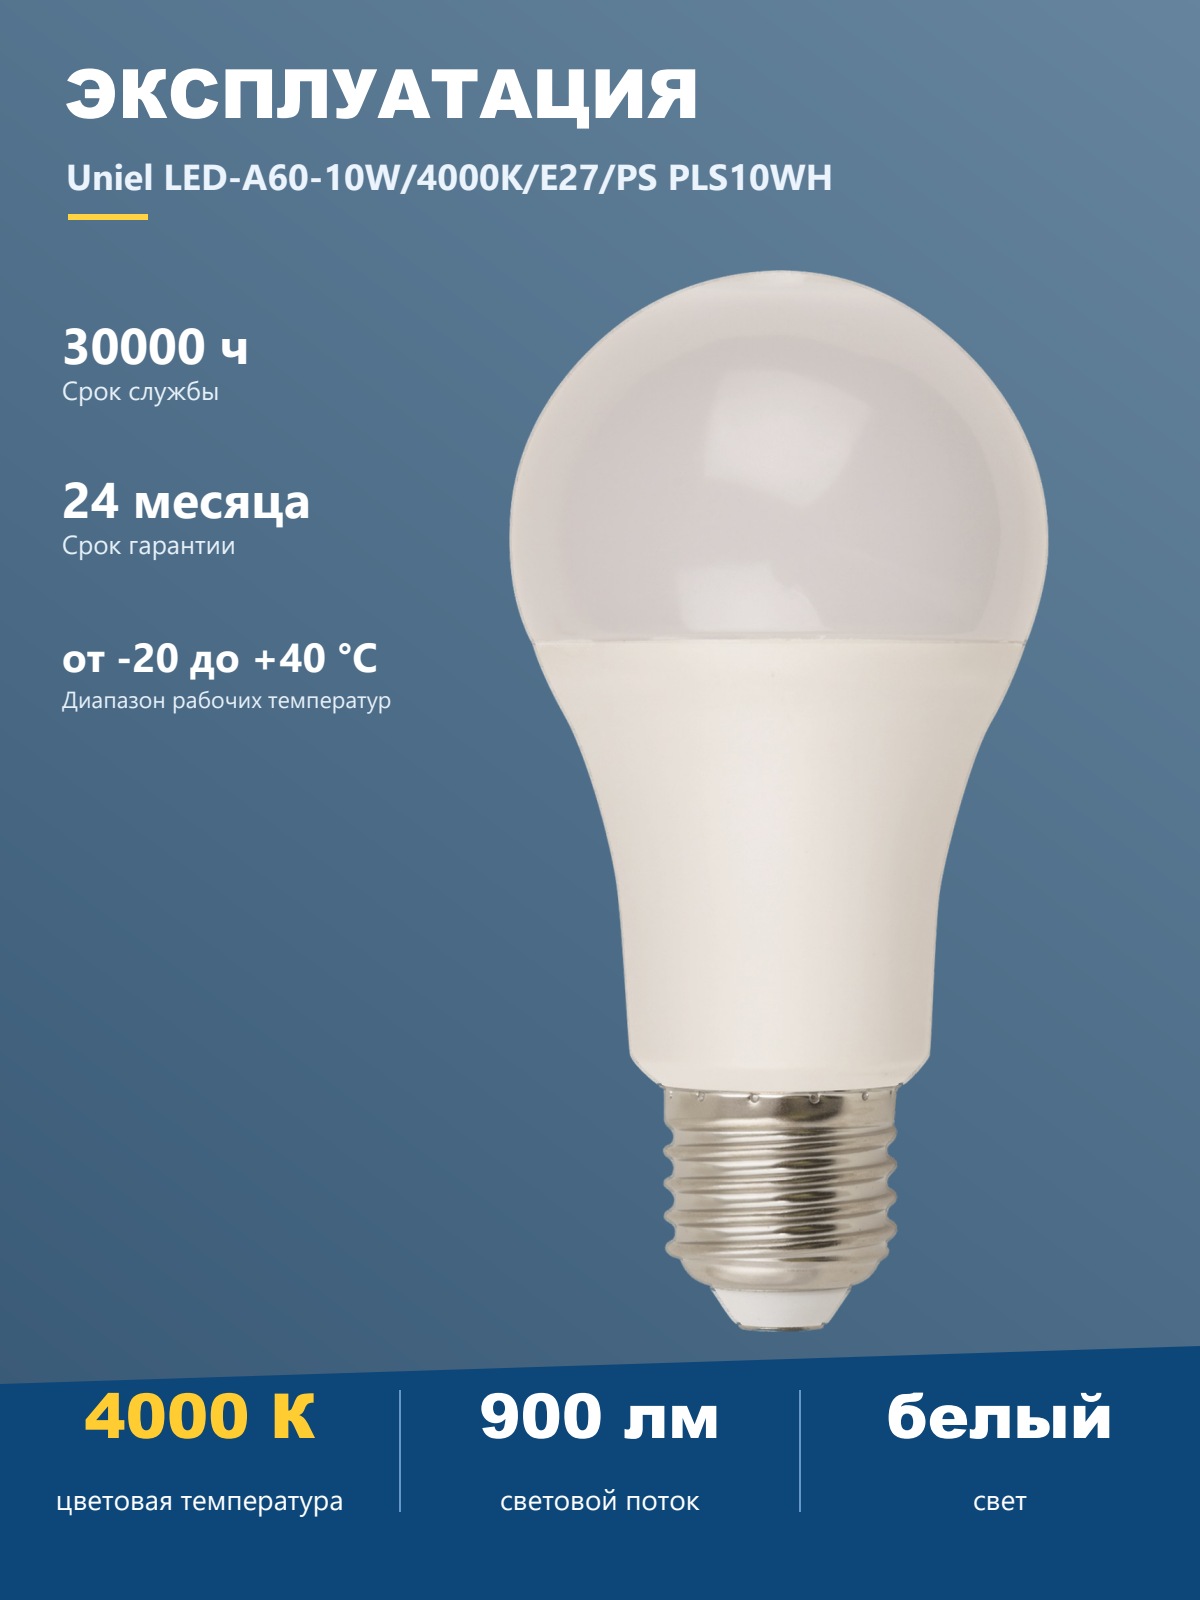 ЭКСПЛУАТАЦИЯ
Uniel LED-A60-10W/4000K/E27/PS PLS10WH
30000 ч
Срок службы
24 месяца
Срок гарантии
от -20 до +40 °C
Диапазон рабочих температур
4000 К
цветовая температура
900 лм
световой поток
белый
свет